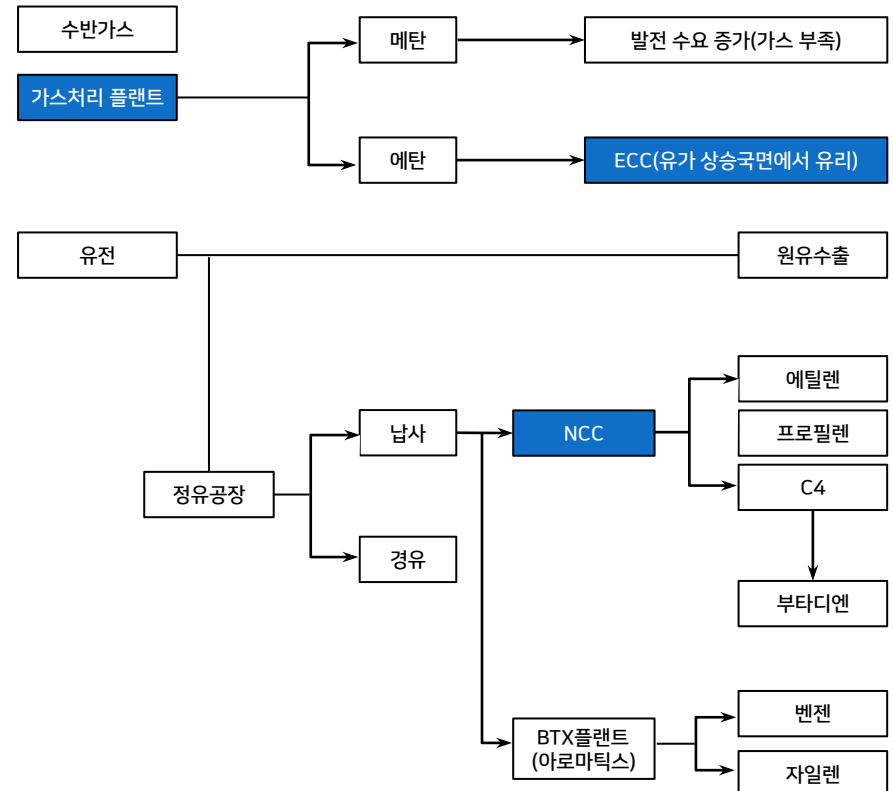 수반가스
가스처리 플랜트
메탄
발전 수요 증가(가스 부족)
에탄
ECC(유가 상승국면에서 유리)
유전
원유수출
정유공장
납사
경유
NCC
에틸렌
프로필렌
C4
부타디엔
BTX플랜트
(아로마틱스)
벤젠
자일렌